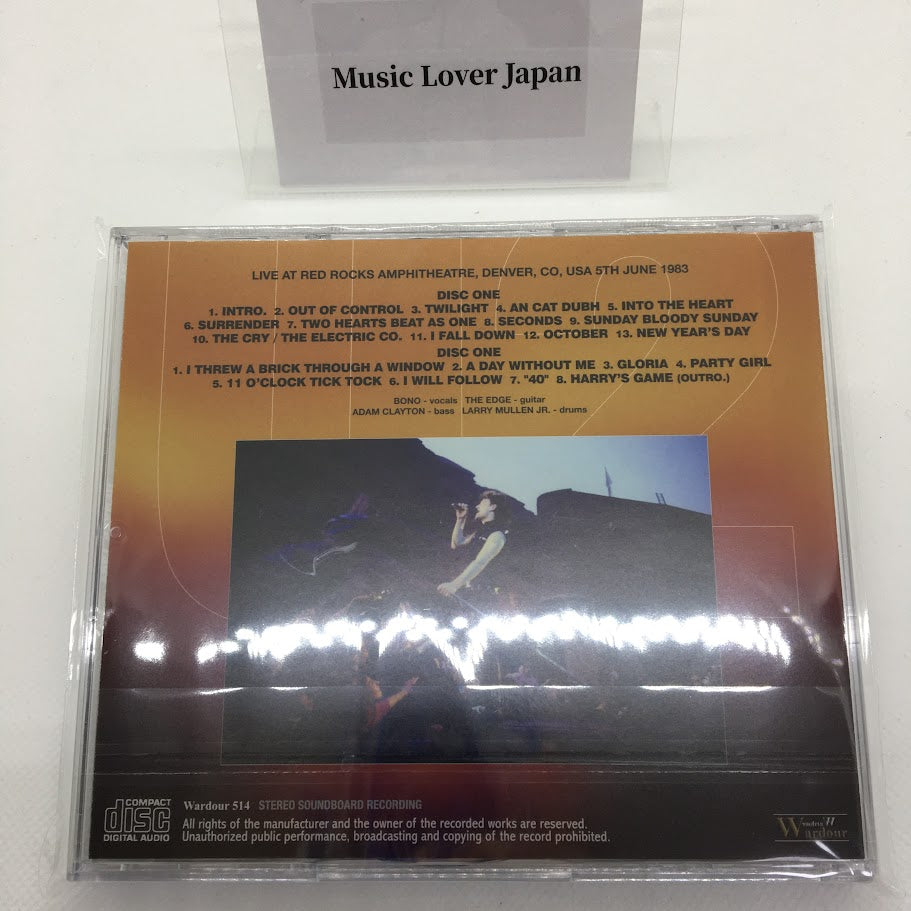 Music Lover Japan
U2
LIVE AT RED ROCKS AMPHITHEATRE, DENVER, CO, USA 5TH JUNE 1983
DISC ONE
1. INTRO. 2. OUT OF CONTROL 3. TWILIGHT 4. AN CAT DUBH 5. INTO THE HEART
6. SURRENDER 7. TWO HEARTS BEAT AS ONE 8. SECONDS 9. SUNDAY BLOODY SUNDAY
10. THE CRY / THE ELECTRIC CO. 11. I FALL DOWN 12. OCTOBER 13. NEW YEAR'S DAY
DISC ONE
1. I THREW A BRICK THROUGH A WINDOW 2. A DAY WITHOUT ME 3. GLORIA 4. PARTY GIRL
5. 11 O'CLOCK TICK TOCK 6. I WILL FOLLOW 7. "40" 8. HARRY'S GAME (OUTRO.)
BONO - vocals THE EDGE - guitar
ADAM CLAYTON - bass LARRY MULLEN JR. - drums
COMPACT
disc
DIGITAL AUDIO
Wardour 514 STEREO SOUNDBOARD RECORDING
All rights of the manufacturer and the owner of the recorded works are reserved.
Unauthorized public performance, broadcasting and copying of the record prohibited.
Wardour